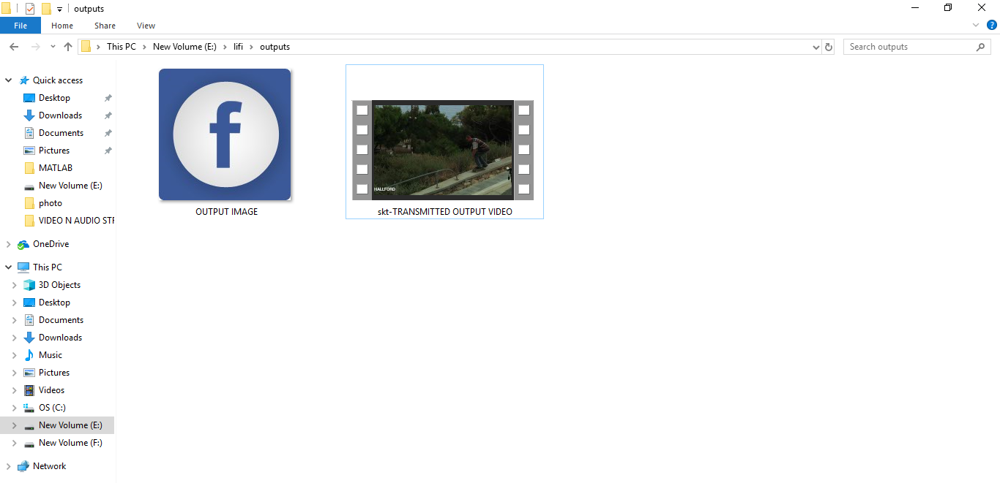 outputs
File Home Share View
This PC New Volume (E:) lifi outputs
Search outputs
Quick access
Desktop
Downloads
Documents
Pictures
MATLAB
New Volume (E:)
photo
VIDEO N AUDIO STR
OneDrive
This PC
3D Objects
Desktop
Documents
Downloads
Music
Pictures
Videos
OS (C:)
New Volume (E:)
New Volume (F:)
Network
f
OUTPUT IMAGE
HALLFORD
skt-TRANSMITTED OUTPUT VIDEO